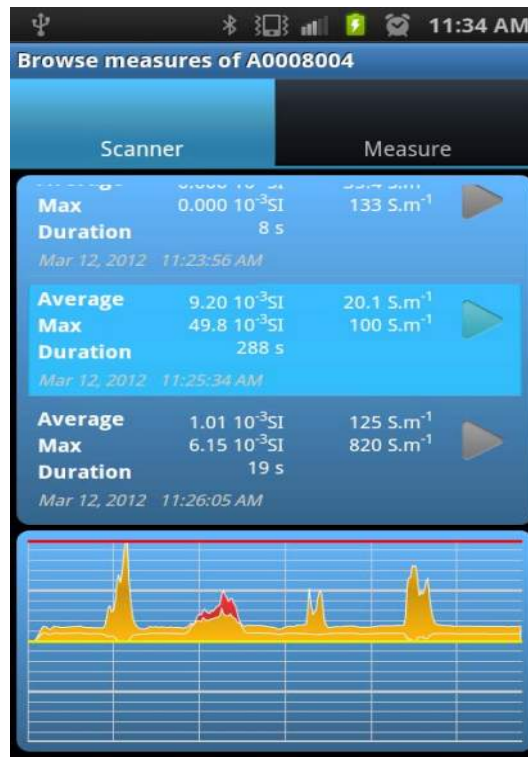 11:34 AM
Browse measures of A0008004
Scanner Measure
Max 0.000 10⁻³SI 133 S.m⁻¹
Duration 8 s
Mar 12, 2012 11:23:56 AM
Average 9.20 10⁻³SI 20.1 S.m⁻¹
Max 49.8 10⁻³SI 100 S.m⁻¹
Duration 288 s
Mar 12, 2012 11:25:34 AM
Average 1.01 10⁻³SI 125 S.m⁻¹
Max 6.15 10⁻³SI 820 S.m⁻¹
Duration 19 s
Mar 12, 2012 11:26:05 AM